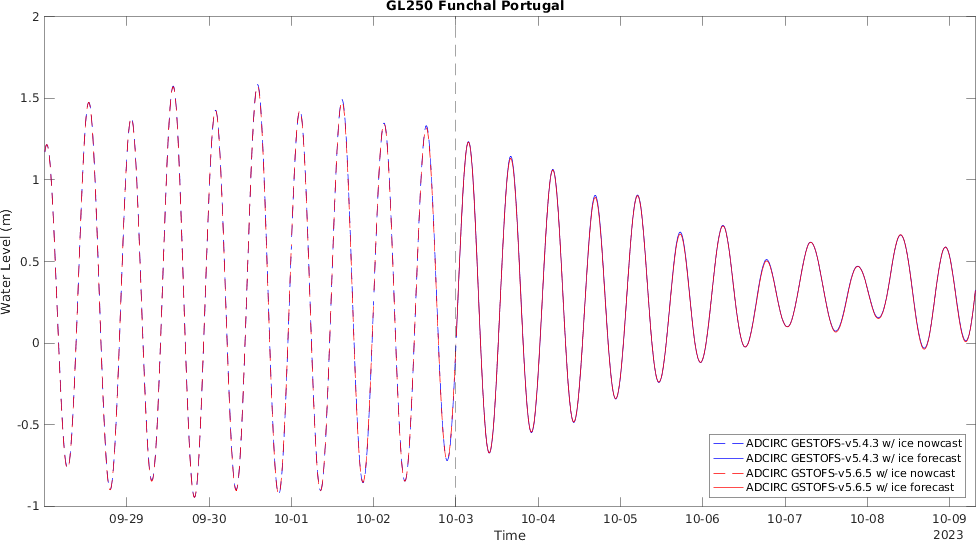 GL250 Funchal Portugal
2
1.5
1
0.5
0
-0.5
-1
Water Level (m)
ADCIRC GESTOFS-v5.4.3 w/ ice nowcast
ADCIRC GESTOFS-v5.4.3 w/ ice forecast
ADCIRC GSTOFS-v5.6.5 w/ ice nowcast
ADCIRC GSTOFS-v5.6.5 w/ ice forecast
09-29 09-30 10-01 10-02 10-03 10-04 10-05 10-06 10-07 10-08 10-09
Time 2023